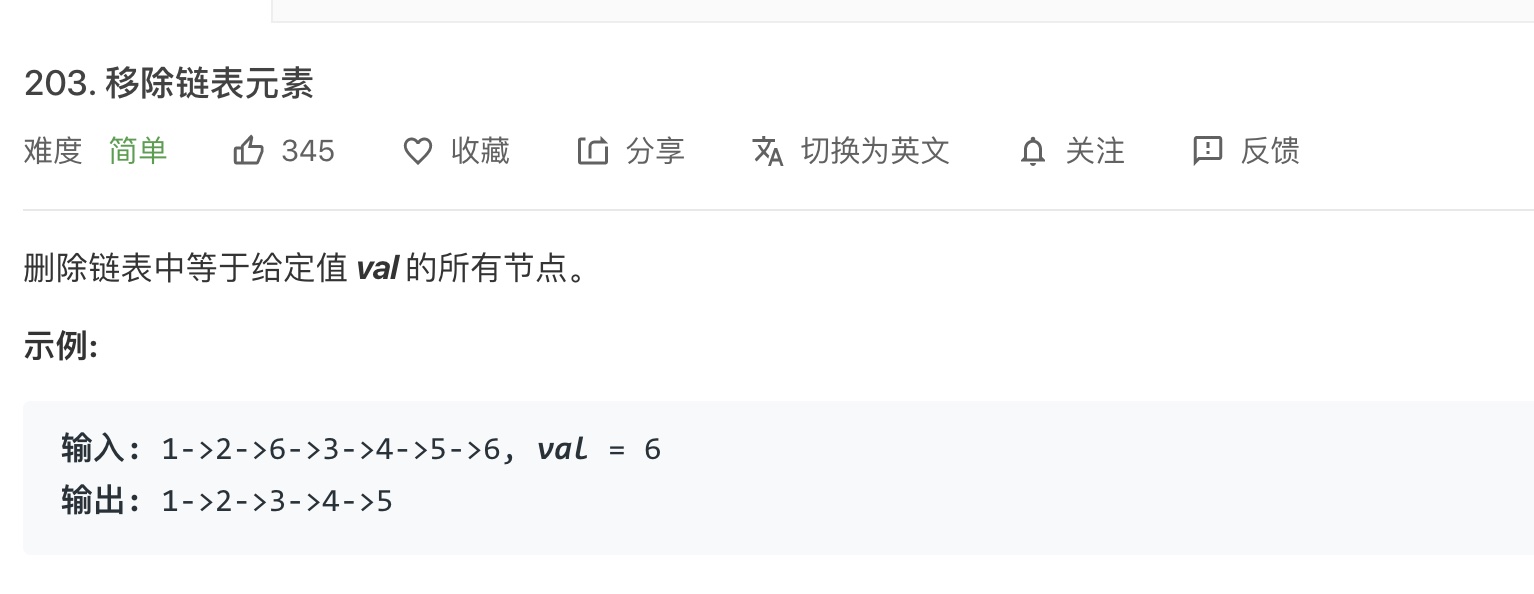 203. 移除链表元素
难度 简单 345 收藏 分享 切换为英文 关注 反馈
删除链表中等于给定值 val 的所有节点。
示例:
输入: 1->2->6->3->4->5->6, val = 6
输出: 1->2->3->4->5